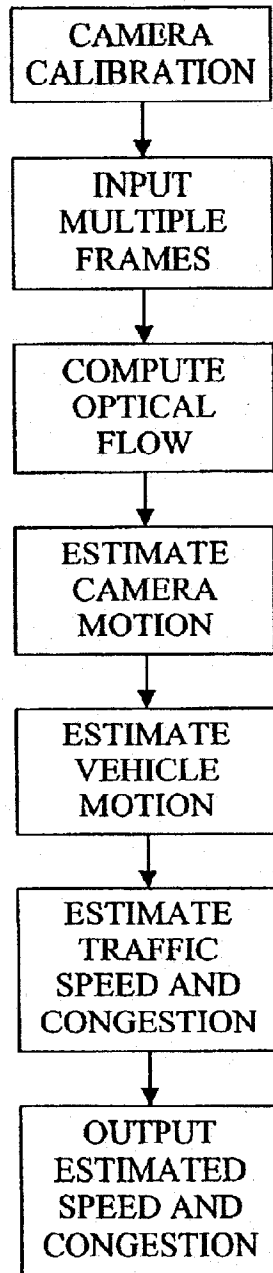 CAMERA
CALIBRATION
INPUT
MULTIPLE
FRAMES
COMPUTE
OPTICAL
FLOW
ESTIMATE
CAMERA
MOTION
ESTIMATE
VEHICLE
MOTION
ESTIMATE
TRAFFIC
SPEED AND
CONGESTION
OUTPUT
ESTIMATED
SPEED AND
CONGESTION